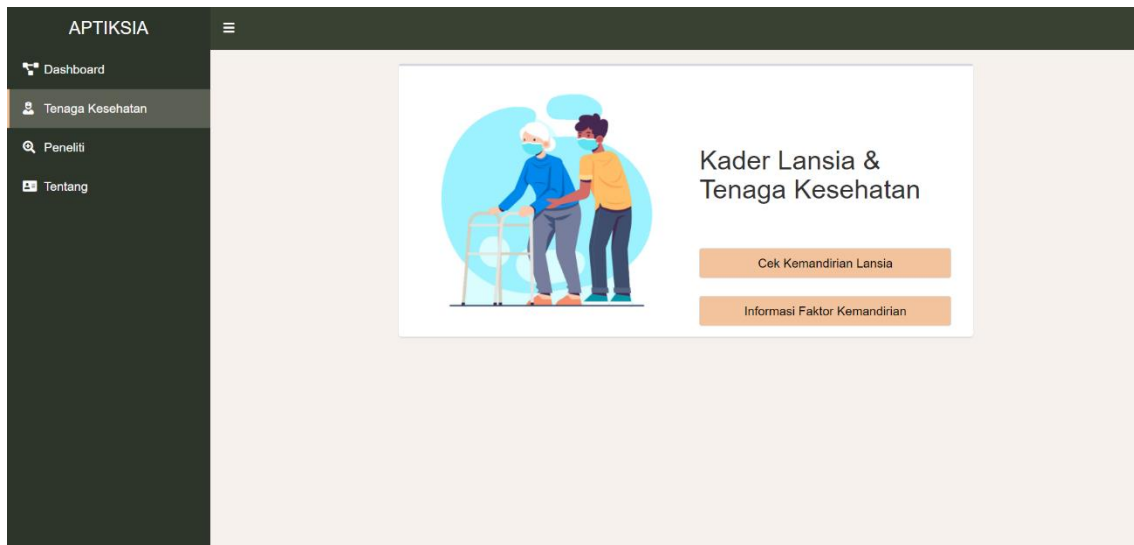 APTIKSIA
Dashboard
Tenaga Kesehatan
Peneliti
Tentang
Kader Lansia &
Tenaga Kesehatan
Cek Kemandirian Lansia
Informasi Faktor Kemandirian